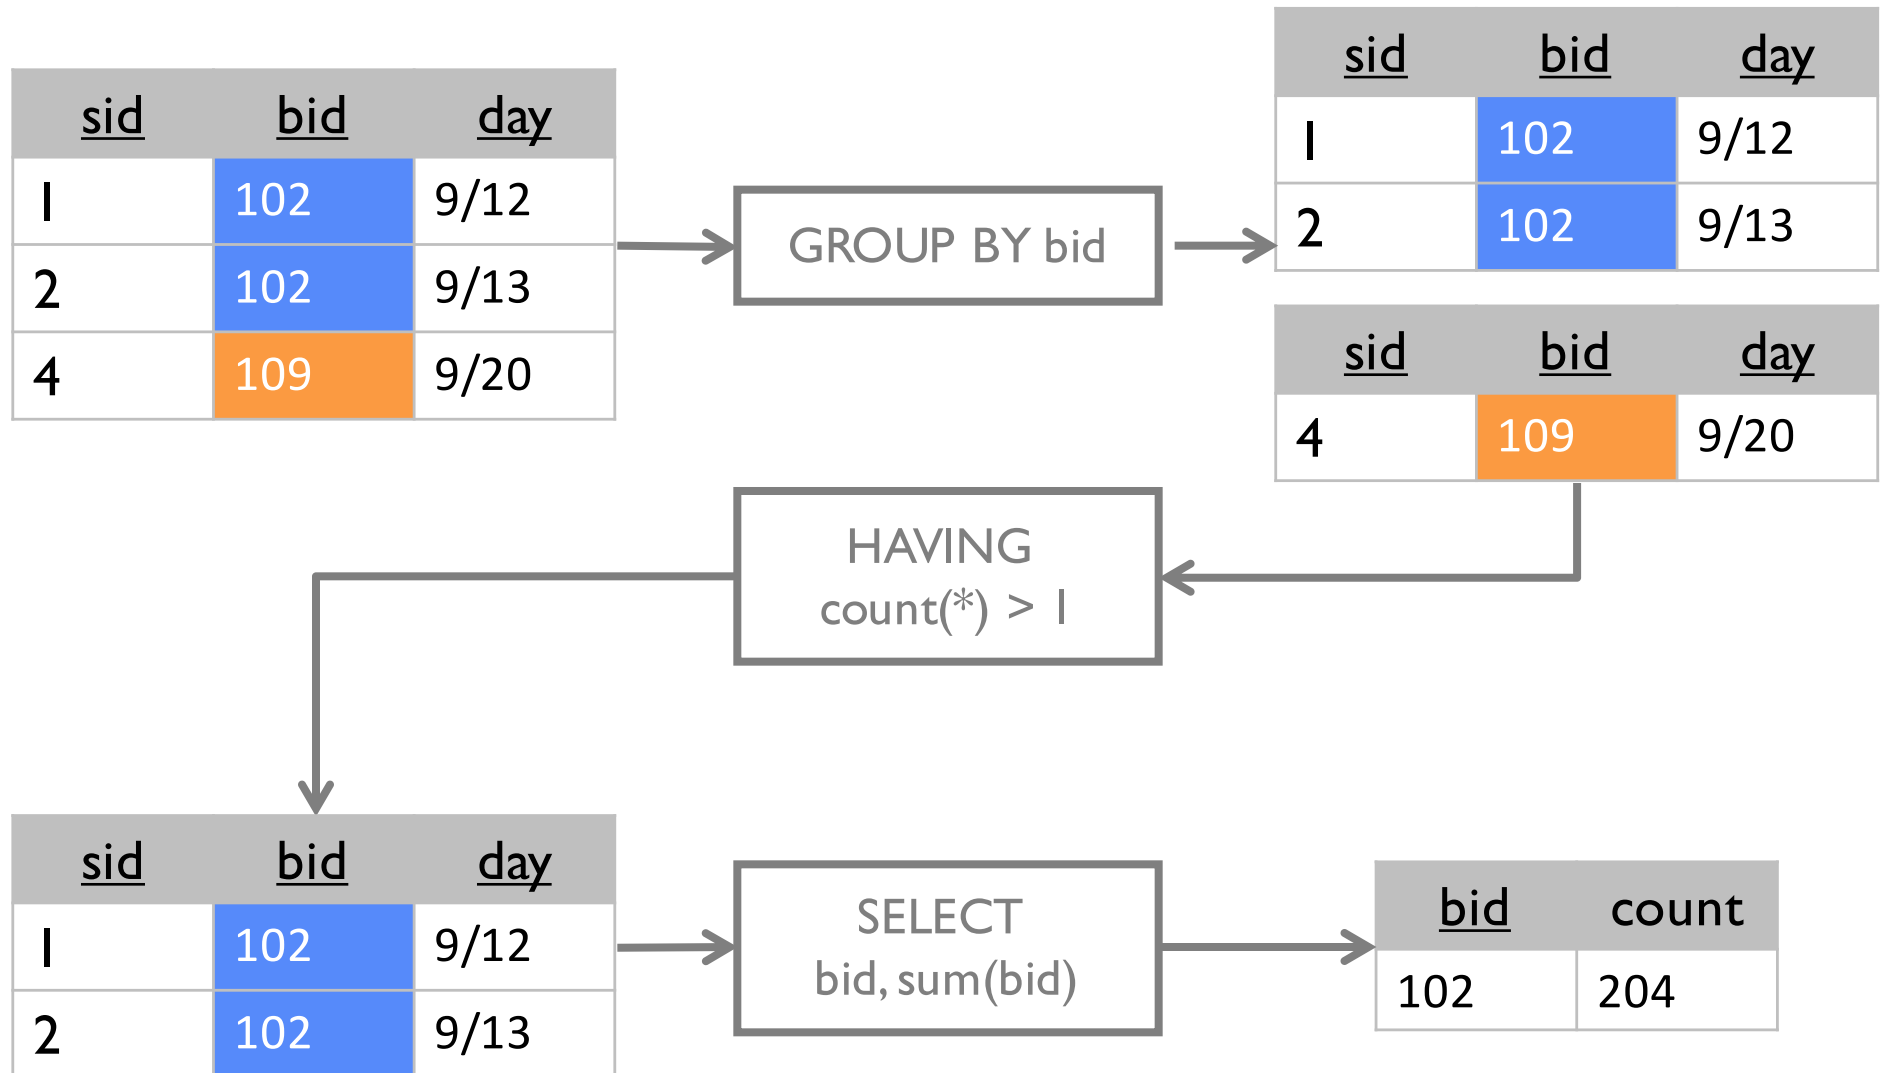 sid bid day
1 102 9/12
2 102 9/13
4 109 9/20
GROUP BY bid
sid bid day
1 102 9/12
2 102 9/13
sid bid day
4 109 9/20
HAVING
count(*) > 1
sid bid day
1 102 9/12
2 102 9/13
SELECT
bid, sum(bid)
bid count
102 204